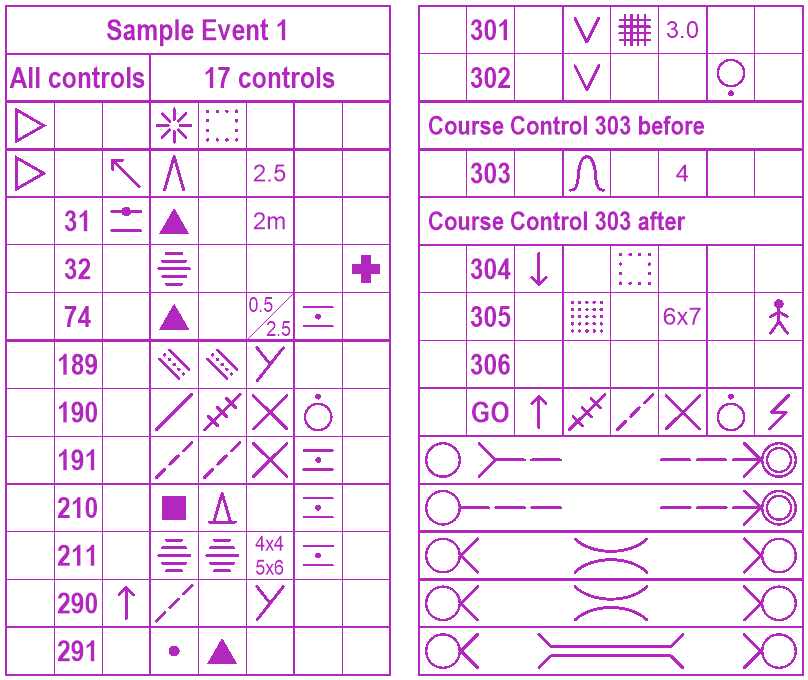 Sample Event 1
All controls 17 controls
2.5
31 2m
32
74 0.5 2.5
189
190
191
210
211 4x4 5x6
290
291
301 3.0
302
Course Control 303 before
303 4
Course Control 303 after
304
305 6x7
306
GO